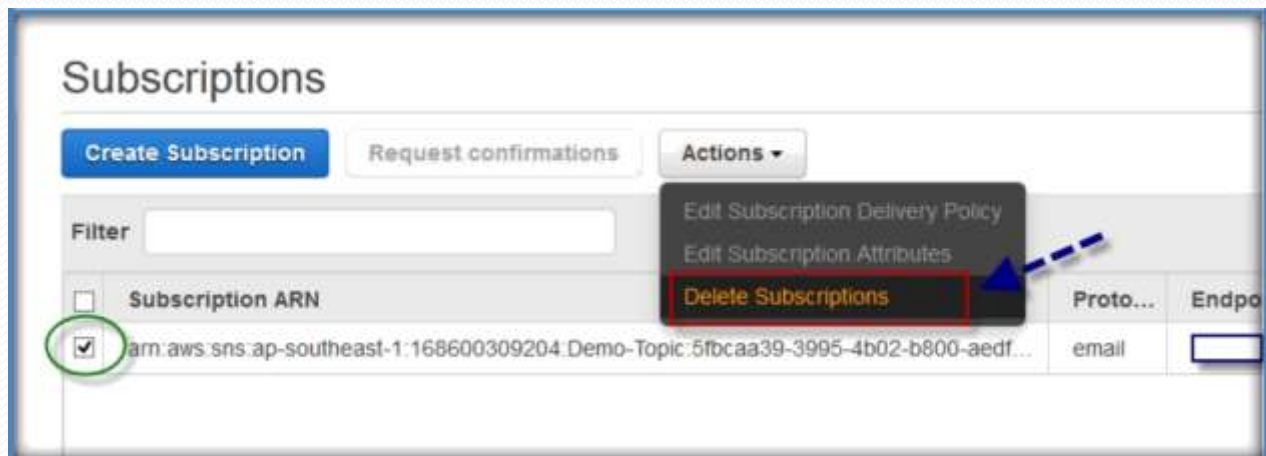 Subscriptions
Create Subscription Request confirmations Actions
Edit Subscription Delivery Policy
Filter
Edit Subscription Attributes
Delete Subscriptions
Subscription ARN Proto... Endpo
arn:aws:sns:ap-southeast-1:168600309204:Demo-Topic:5fbcaa39-3995-4b02-b800-aedf... email